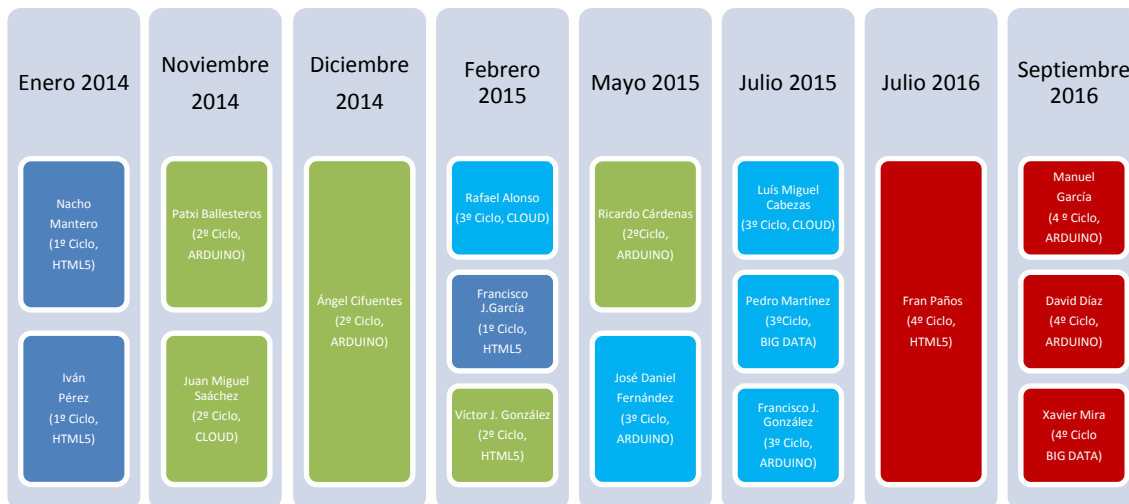 Enero 2014
Nacho
Mantero
(1º Ciclo,
HTML5)
Iván
Pérez
(1º Ciclo,
HTML5)
Noviembre
2014
Patxi Ballesteros
(2º Ciclo,
ARDUINO)
Juan Miguel
Saáchez
(2º Ciclo,
CLOUD)
Diciembre
2014
Ángel Cifuentes
(2º Ciclo,
ARDUINO)
Febrero
2015
Rafael Alonso
(3º Ciclo, CLOUD)
Francisco
J.García
(1º Ciclo,
HTML5
Víctor J. González
(2º Ciclo,
HTML5)
Mayo 2015
Ricardo Cárdenas
(2ºCiclo,
ARDUINO)
José Daniel
Fernández
(3º Ciclo,
ARDUINO)
Julio 2015
Luís Miguel
Cabezas
(3º Ciclo, CLOUD)
Pedro Martínez
(3ºCiclo,
BIG DATA)
Francisco J.
González
(3º Ciclo,
ARDUINO)
Julio 2016
Fran Paños
(4º Ciclo,
HTML5)
Septiembre
2016
Manuel
García
(4 º Ciclo,
ARDUINO)
David Díaz
(4º Ciclo,
ARDUINO)
Xavier Mira
(4º Ciclo
BIG DATA)